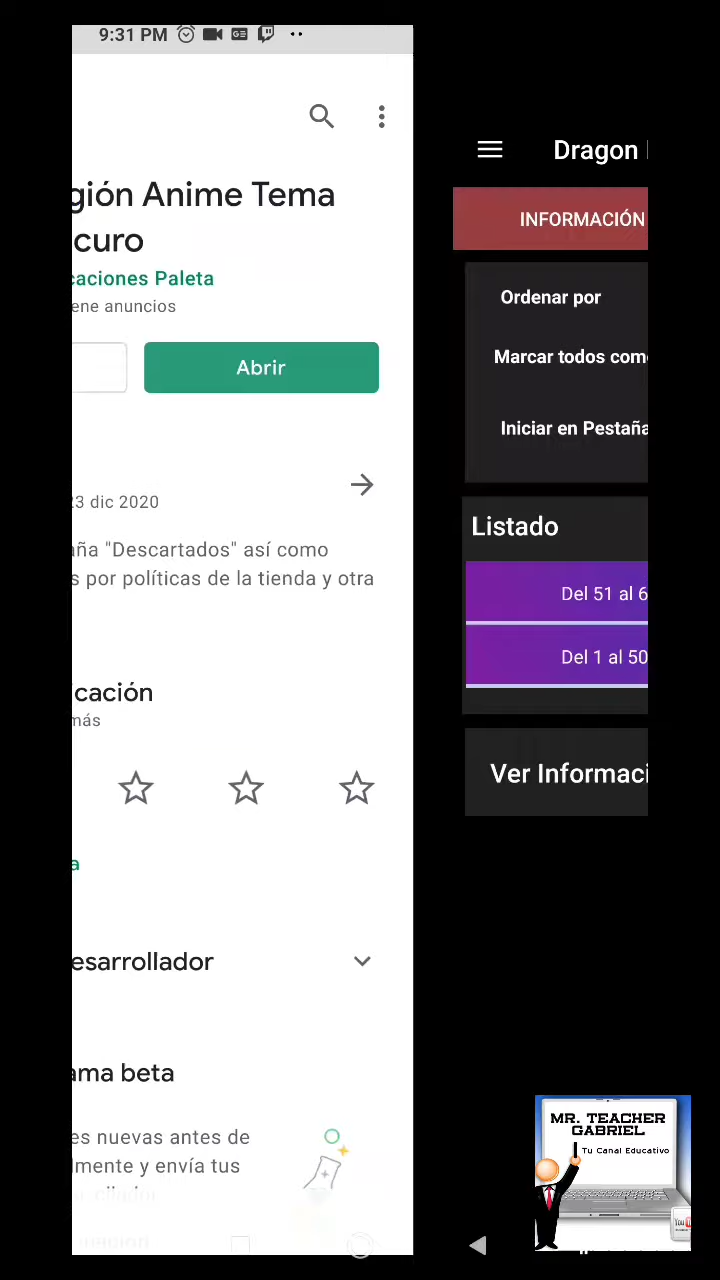 9:31 PM
gión Anime Tema
curo
caciones Paleta
ene anuncios
Abrir
23 dic 2020
aña "Descartados" así como
s por políticas de la tienda y otra
icación
más
a
esarrollador
ama beta
es nuevas antes de
lmente y envía tus
Dragon
INFORMACIÓN
Ordenar por
Marcar todos com
Iniciar en Pestaña
Listado
Del 51 al 6
Del 1 al 50
Ver Informaci
MR. TEACHER
GABRIEL
Tu Canal Educativo
You